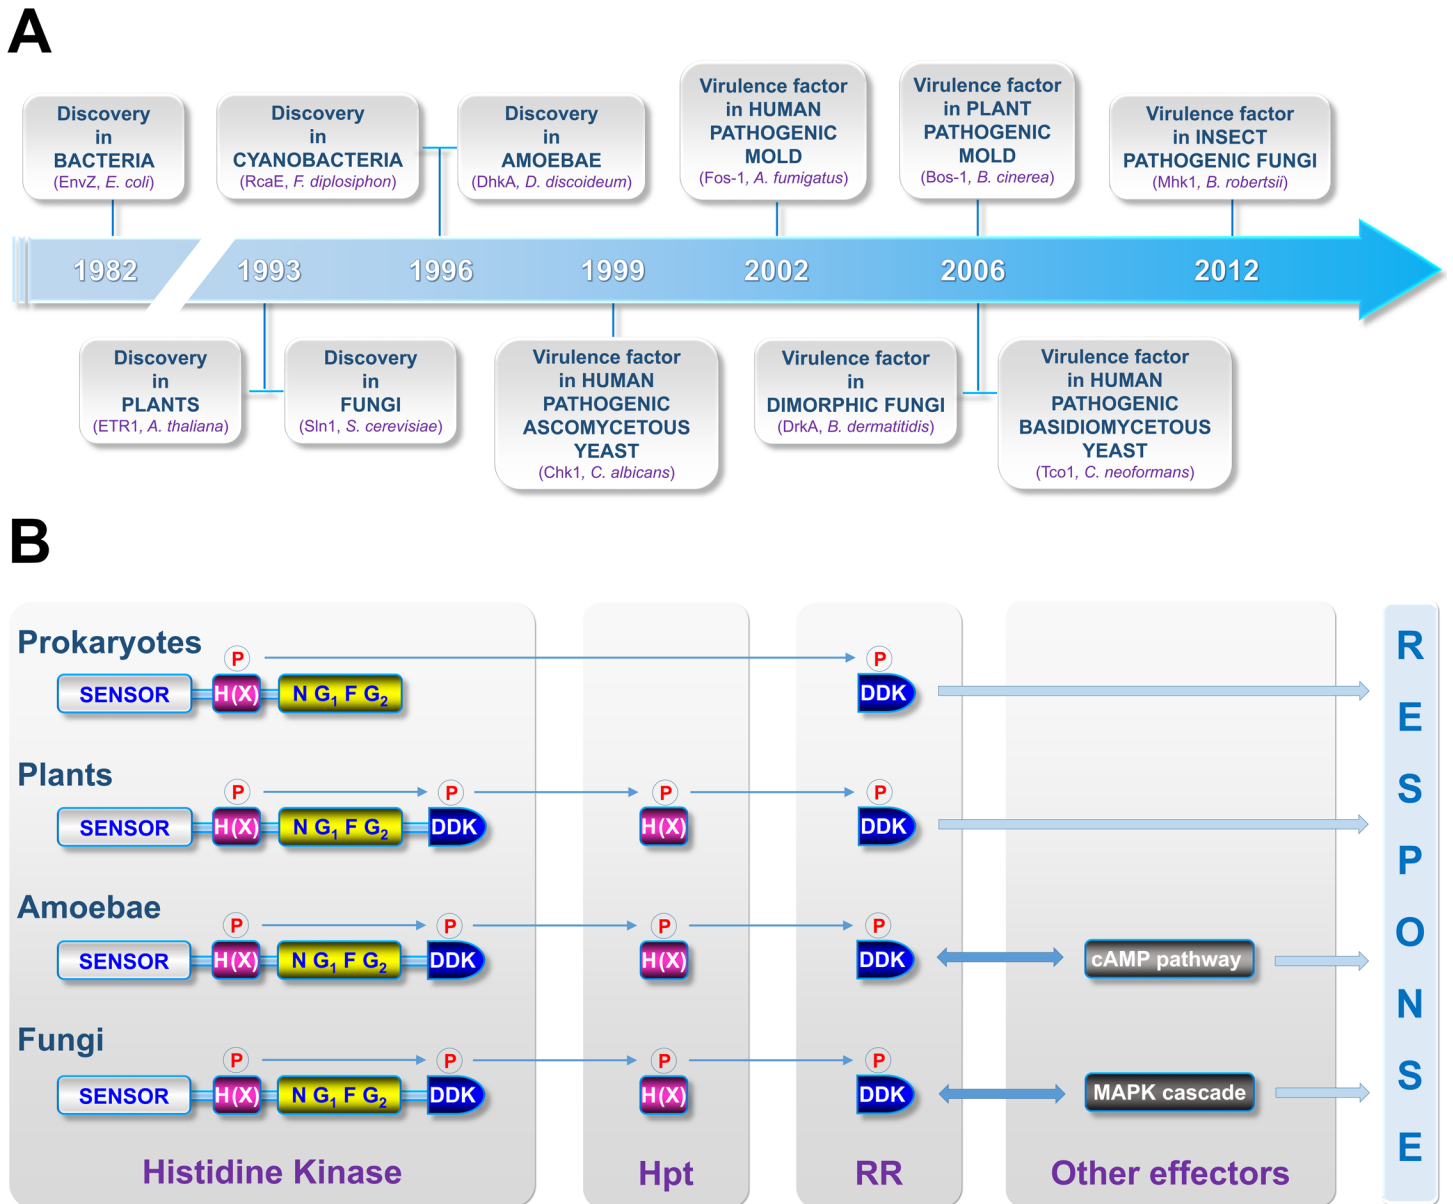 A
Discovery
in
BACTERIA
(EnvZ, E. coli)
Discovery
in
CYANOBACTERIA
(RcaE, F. diplosiphon)
Discovery
in
AMOEBAE
(DhkA, D. discoideum)
Virulence factor
in HUMAN
PATHOGENIC
MOLD
(Fos-1, A. fumigatus)
Virulence factor
in PLANT
PATHOGENIC
MOLD
(Bos-1, B. cinerea)
Virulence factor
in INSECT
PATHOGENIC FUNGI
(Mhk1, B. robertsii)
1982 1993 1996 1999 2002 2006 2012
Discovery
in
PLANTS
(ETR1, A. thaliana)
Discovery
in
FUNGI
(Sln1, S. cerevisiae)
Virulence factor
in HUMAN
PATHOGENIC
ASCOMYCETOUS
YEAST
(Chk1, C. albicans)
Virulence factor
in
DIMORPHIC FUNGI
(DrkA, B. dermatitidis)
Virulence factor
in HUMAN
PATHOGENIC
BASIDIOMYCETOUS
YEAST
(Tco1, C. neoformans)
B
Prokaryotes
P P
SENSOR H(X) N G1 F G2 DDK
Plants
P P P P
SENSOR H(X) N G1 F G2 DDK H(X) DDK
Amoebae
P P P P
SENSOR H(X) N G1 F G2 DDK H(X) DDK cAMP pathway
Fungi
P P P P
SENSOR H(X) N G1 F G2 DDK H(X) DDK MAPK cascade
Histidine Kinase Hpt RR Other effectors
RESPONSE